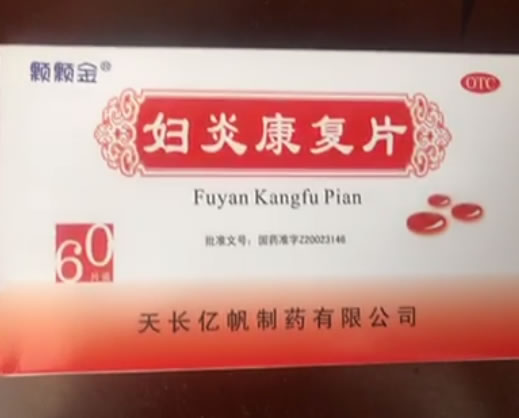 颗颗金®
OTC
妇炎康复片
Fuyan Kangfu Pian
批准文号：国药准字Z20023146
60
片装
天长亿帆制药有限公司